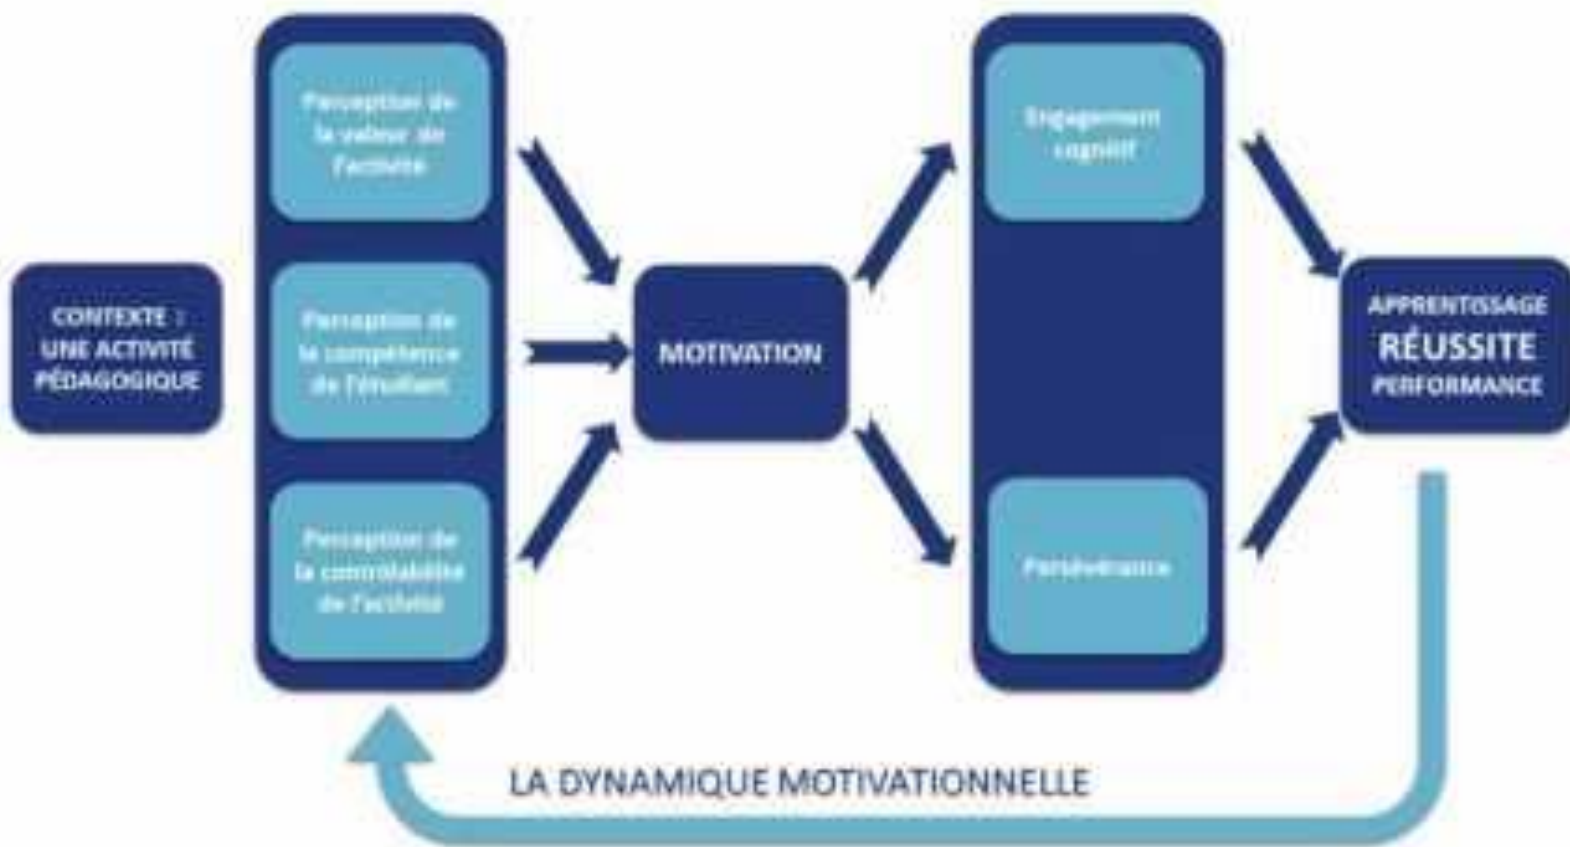 CONTEXTE :
UNE ACTIVITÉ
PÉDAGOGIQUE
Perception de
la valeur de
l'activité
Perception de
la compétence
de l'étudiant
Perception de
la contrôlabilité
de l'activité
MOTIVATION
Engagement
cognitif
Persévérance
APPRENTISSAGE
RÉUSSITE
PERFORMANCE
LA DYNAMIQUE MOTIVATIONNELLE